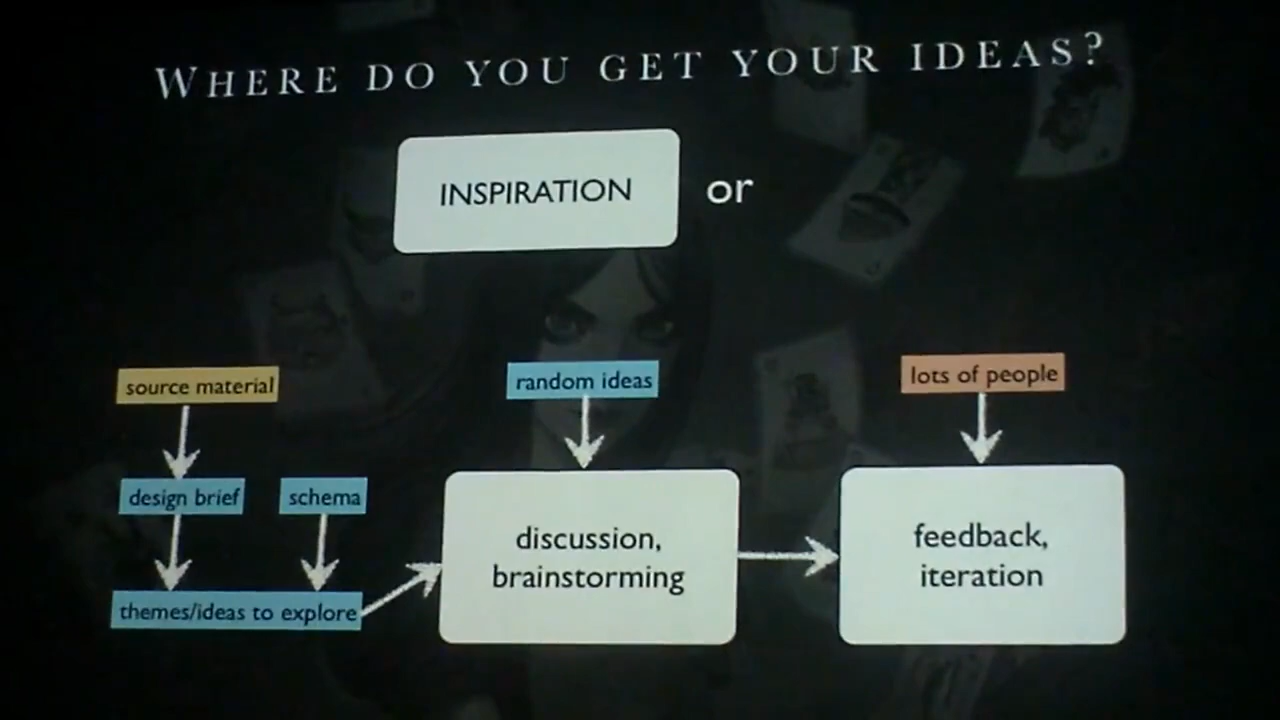 WHERE DO YOU GET YOUR IDEAS?
INSPIRATION or
source material
random ideas
lots of people
design brief
schema
themes/ideas to explore
discussion,
brainstorming
feedback,
iteration